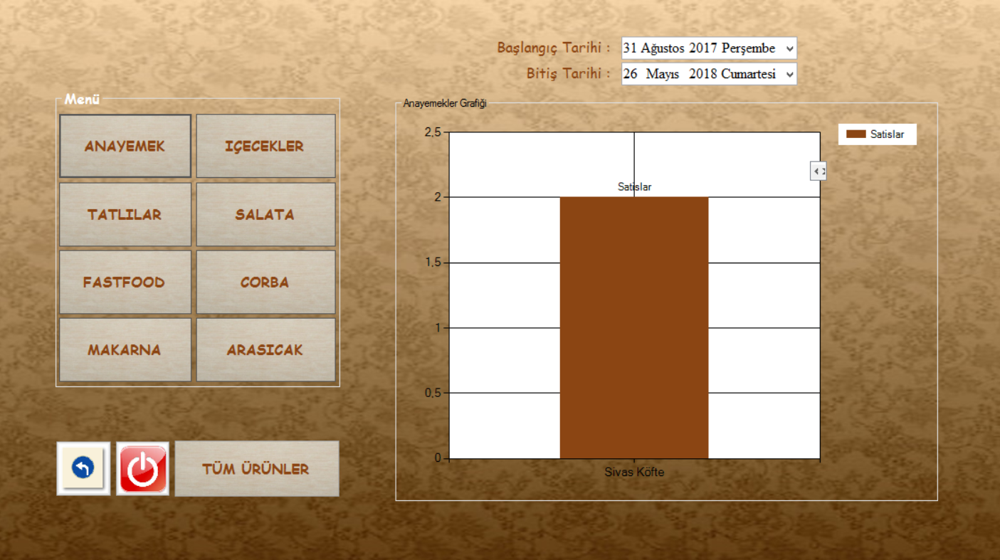 Başlangıç Tarihi : 31 Ağustos 2017 Perşembe
Bitiş Tarihi : 26 Mayıs 2018 Cumartesi
Menü
ANAYEMEK IÇECEKLER
TATLILAR SALATA
FASTFOOD CORBA
MAKARNA ARASICAK
TÜM ÜRÜNLER
Anayemekler Grafiği
Satislar
2,5
Satislar
2
1,5
1
0,5
0
Sivas Köfte